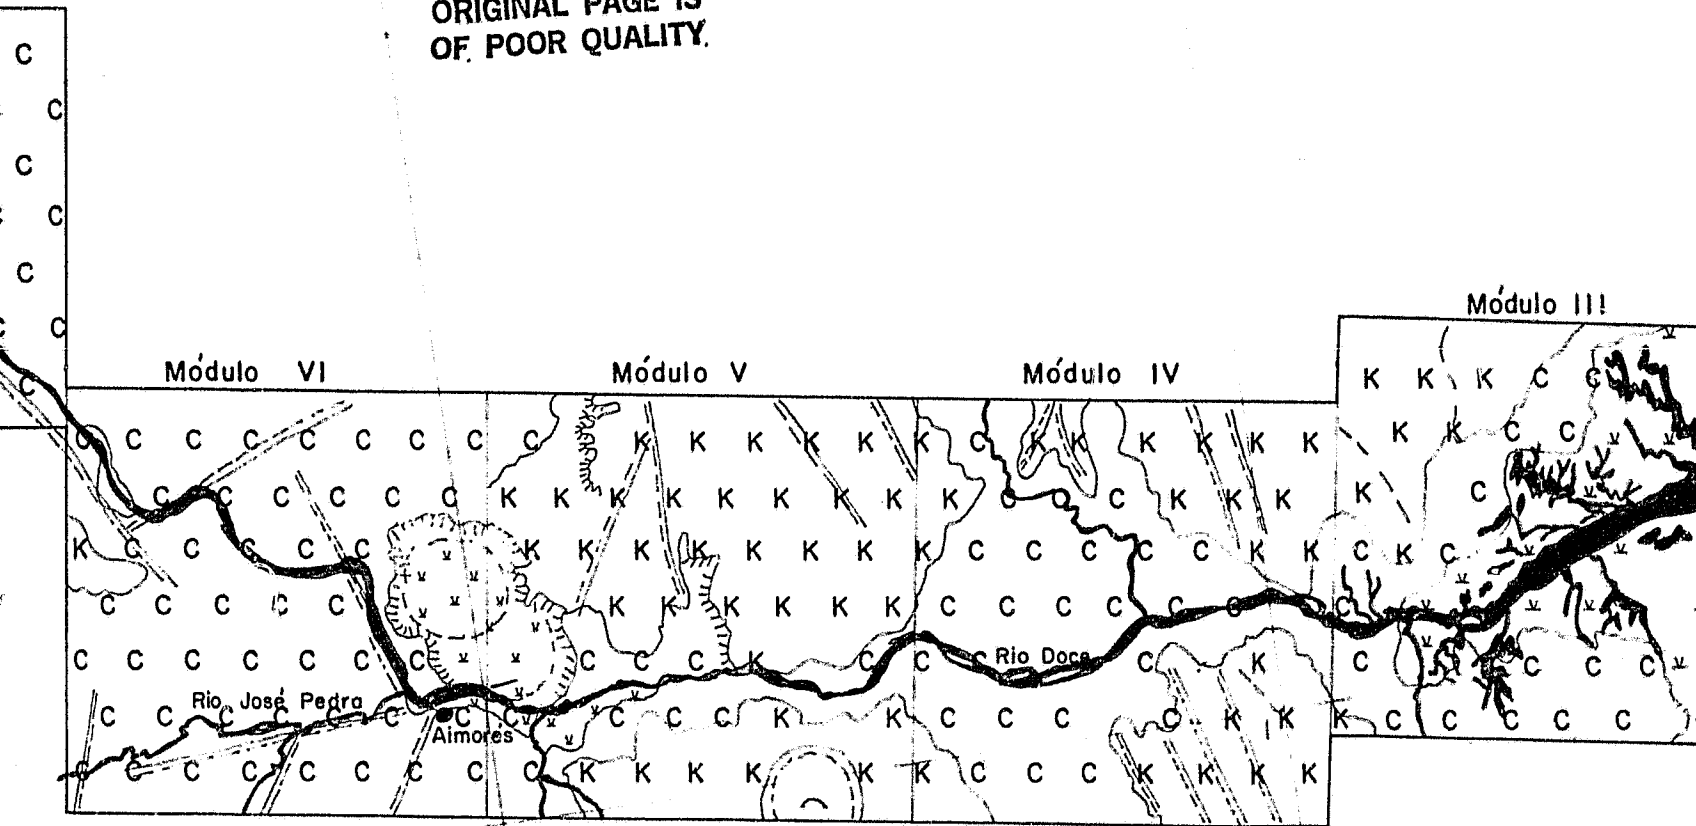 ORIGINAL PAGE IS
OF POOR QUALITY
Módulo III
Módulo VI
Módulo V
Módulo IV
C
C
C
C
C
C
C
K K K C C
C C C C C C C C C K K K K K K C K K K K K K
K K C C
C C C C C C K K K K K K K K K C C C K K K
K C
K C C C C C K K K K K K K K C C C C C K K
C K C
C C C C C K K K K K K C C C C C C C
C C C C C C C C C C K C C C Rio Doce C K
C C C C
Rio José Pedra
C C C C C C C C C C C C K K C C C C K K
K C C C C C
Aimorés
C C C C C C C C C K K K K K K C C C K K K K